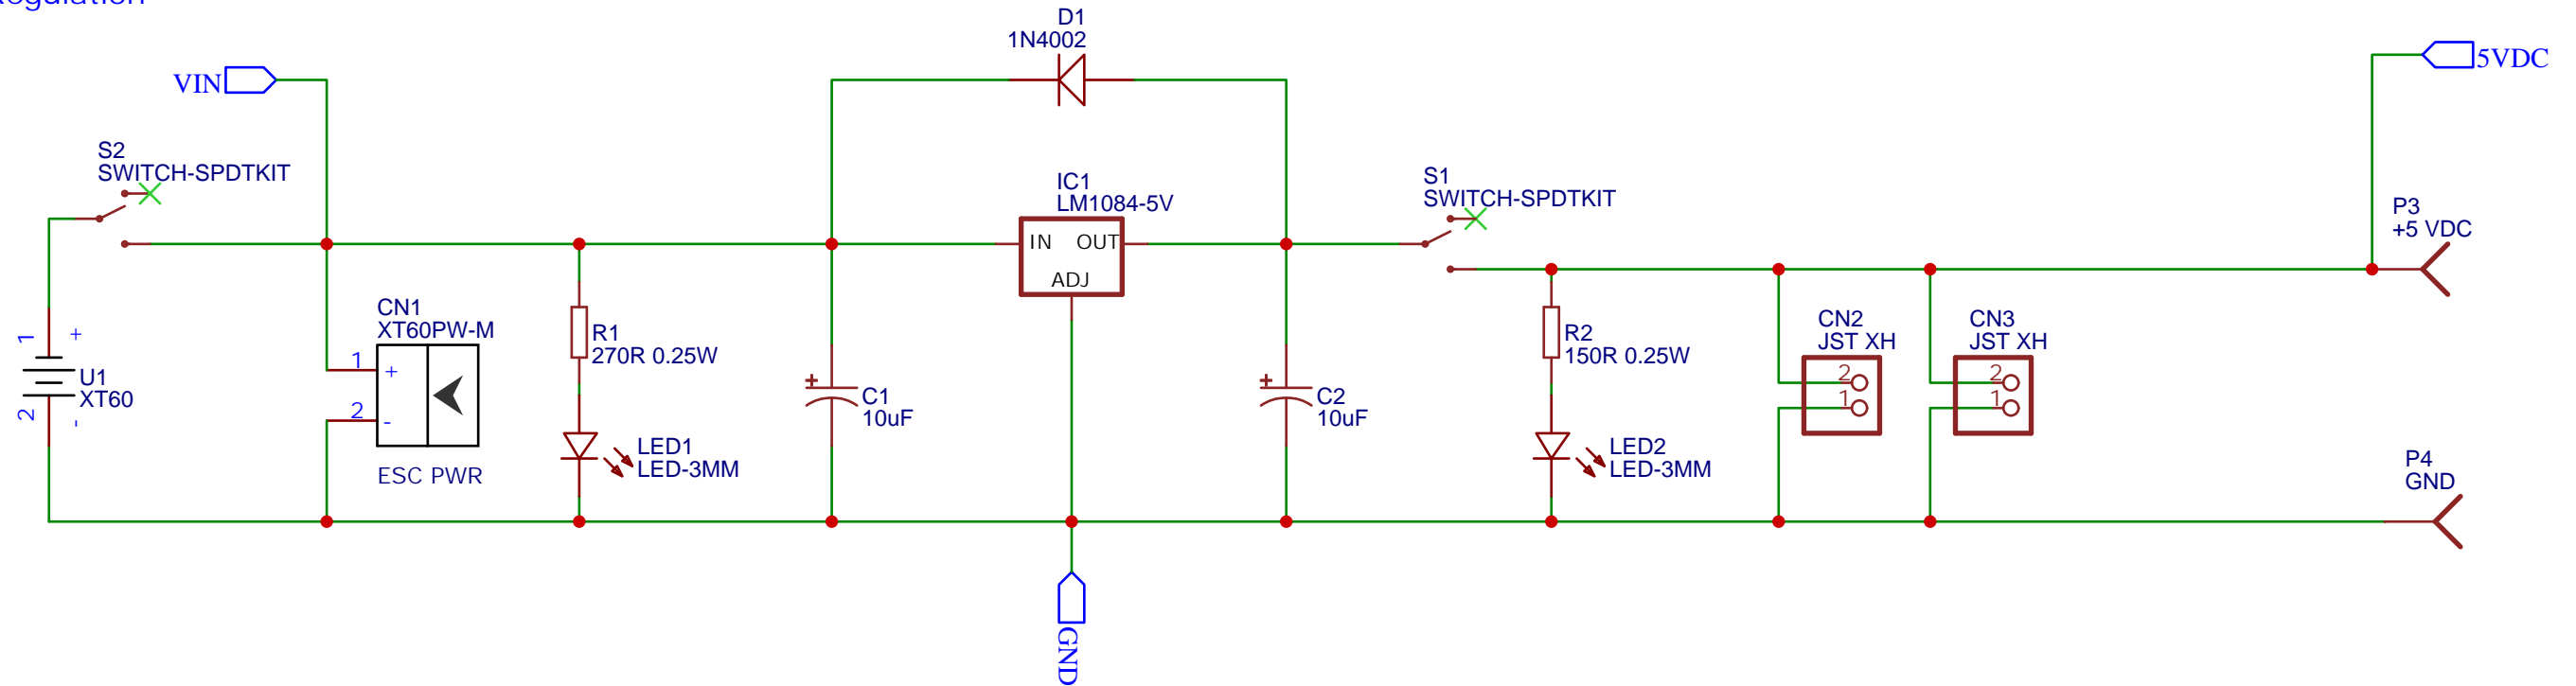 D1
1N4002
VIN
5VDC
S2
SWITCH-SPDTKIT
IC1
LM1084-5V
IN OUT
ADJ
S1
SWITCH-SPDTKIT
P3
+5 VDC
CN1
XT60PW-M
1 +
2 -
ESC PWR
1 +
U1
XT60
2 -
R1
270R 0.25W
LED1
LED-3MM
+
C1
10uF
+
C2
10uF
R2
150R 0.25W
LED2
LED-3MM
CN2
JST XH
2
1
CN3
JST XH
2
1
P4
GND
GND